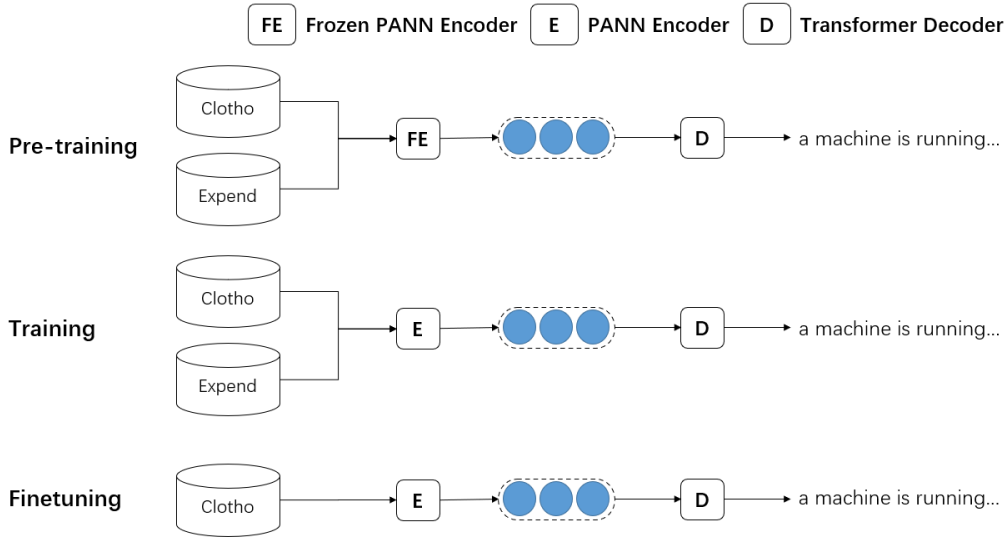 FE Frozen PANN Encoder E PANN Encoder D Transformer Decoder
Clotho
Pre-training FE D a machine is running...
Expend
Clotho
Training E D a machine is running...
Expend
Finetuning Clotho E D a machine is running...